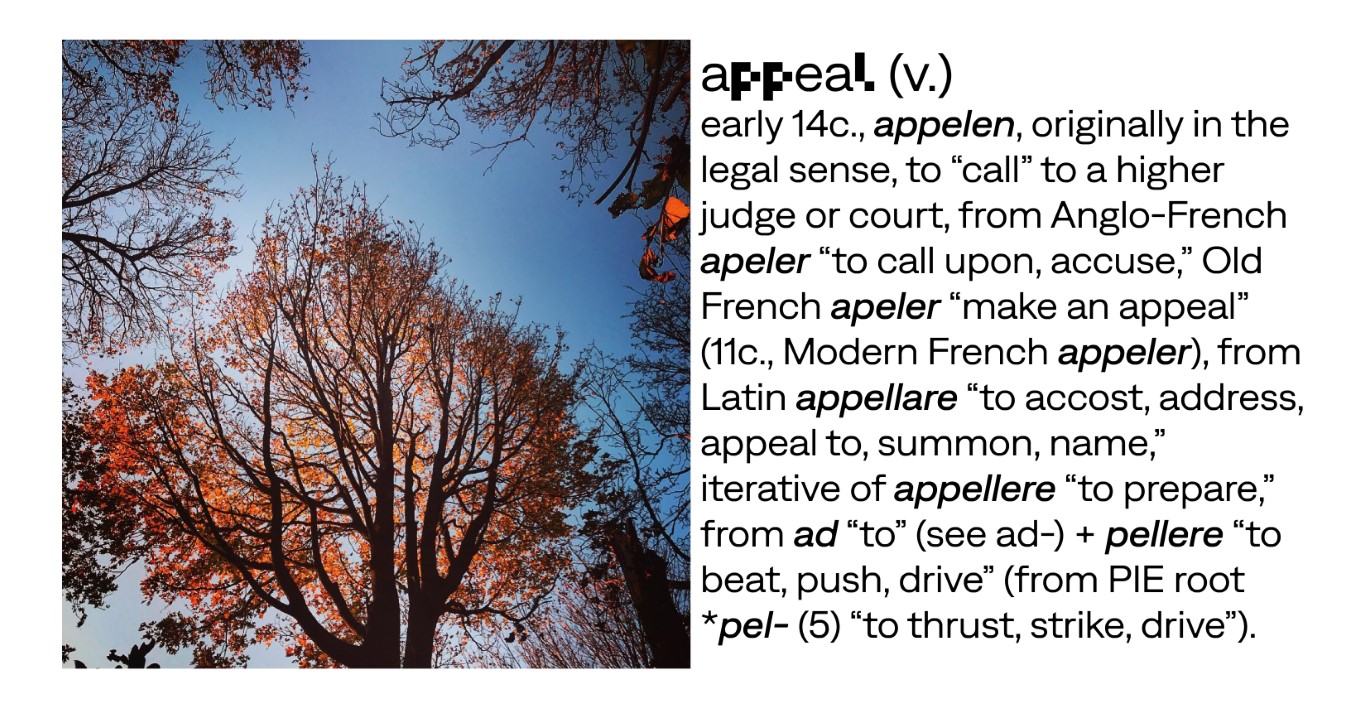 appeal (v.)
early 14c., appelen, originally in the
legal sense, to “call” to a higher
judge or court, from Anglo-French
apeler “to call upon, accuse,” Old
French apeler “make an appeal”
(11c., Modern French appeler), from
Latin appellare “to accost, address,
appeal to, summon, name,”
iterative of appellere “to prepare,”
from ad “to” (see ad-) + pellere “to
beat, push, drive” (from PIE root
*pel- (5) “to thrust, strike, drive”).